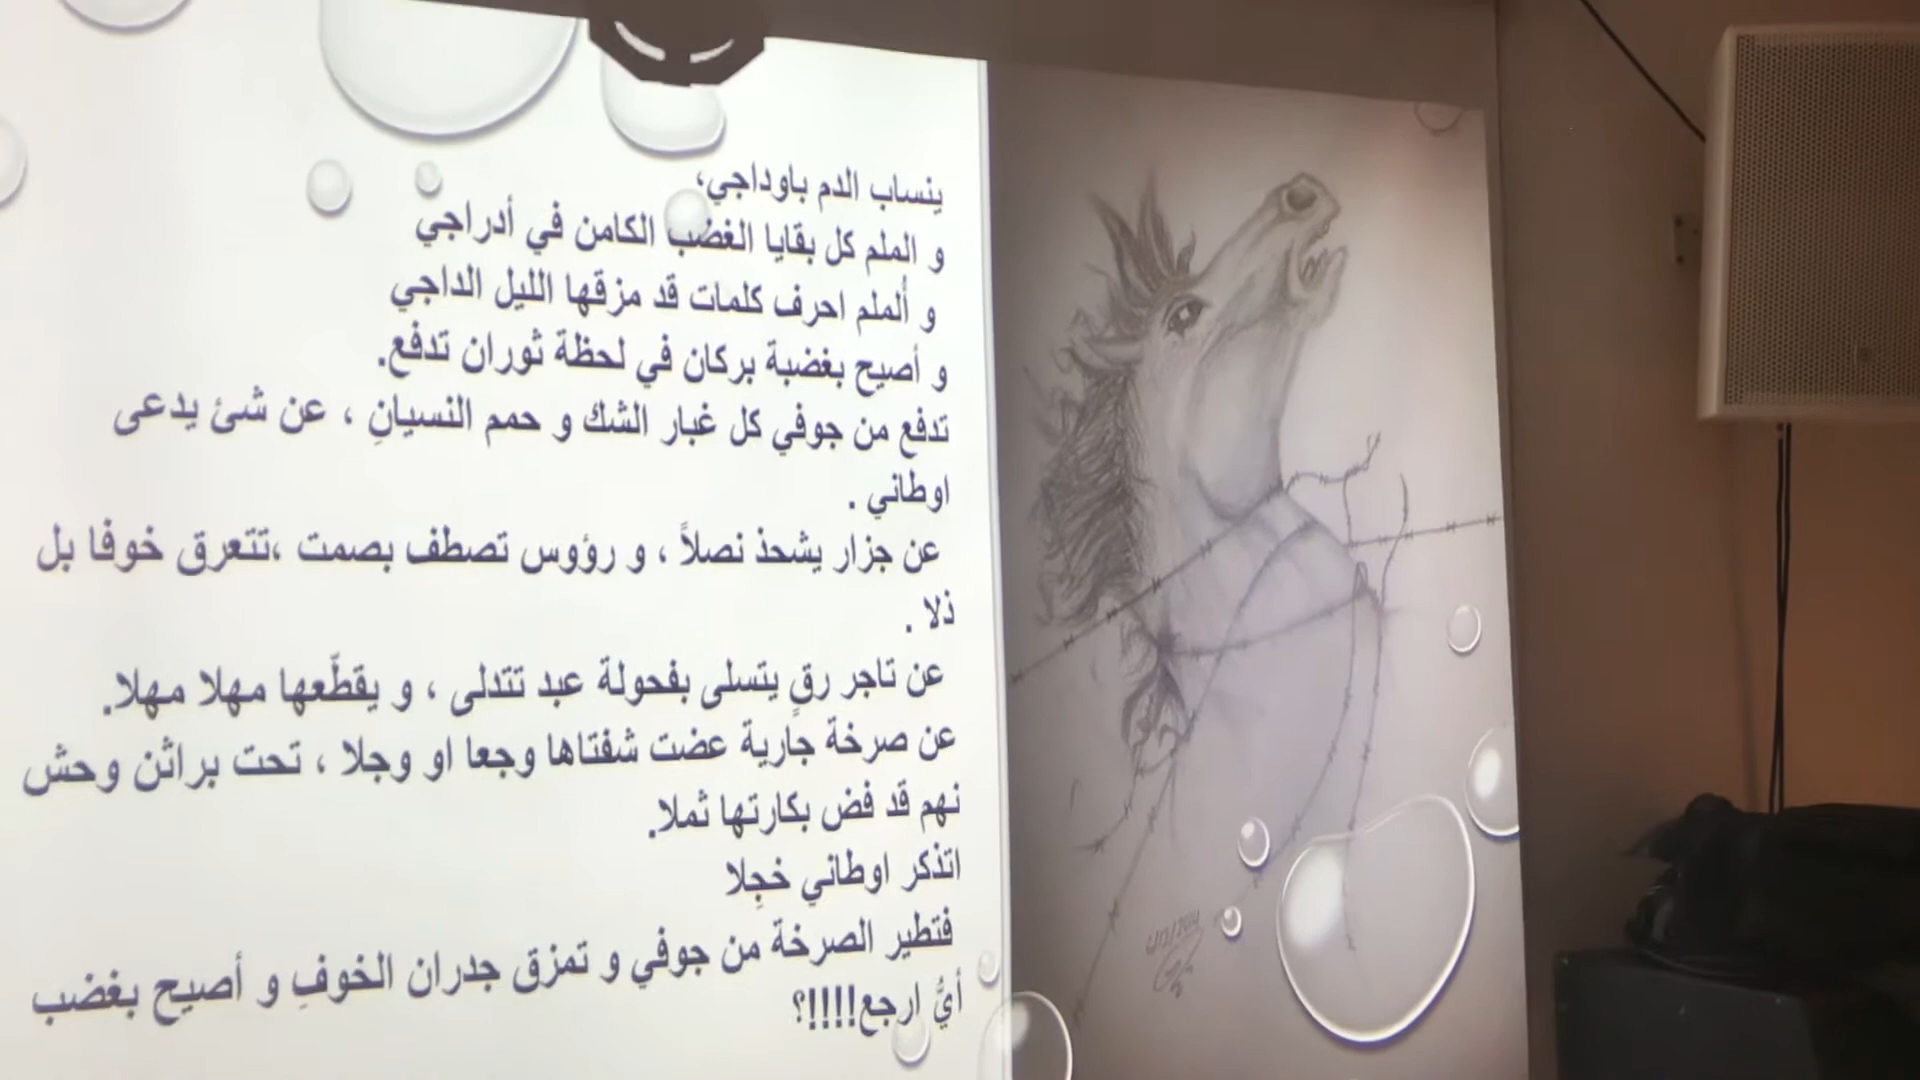 ينساب الدم باوداجي،
و الملم كل بقايا الغضب الكامن في أدراجي
و ألملم احرف كلمات قد مزقها الليل الداجي
و أصيح بغضبة بركان في لحظة ثوران تدفع.
تدفع من جوفي كل غبار الشك و حمم النسيانِ ، عن شئ يدعى
اوطاني .
عن جزار يشحذ نصلاً ، و رؤوس تصطف بصمت ،تتعرق خوفا بل
ذلا .
عن تاجر رقٍ يتسلى بفحولة عبد تتدلى ، و يقطّعها مهلا مهلا.
عن صرخة جارية عضت شفتاها وجعا او وجلا ، تحت براثن وحش
نهم قد فض بكارتها ثملا.
اتذكر اوطاني خجِلا
فتطير الصرخة من جوفي و تمزق جدران الخوفِ و أصيح بغضب
أيُّ ارجع!!!!؟